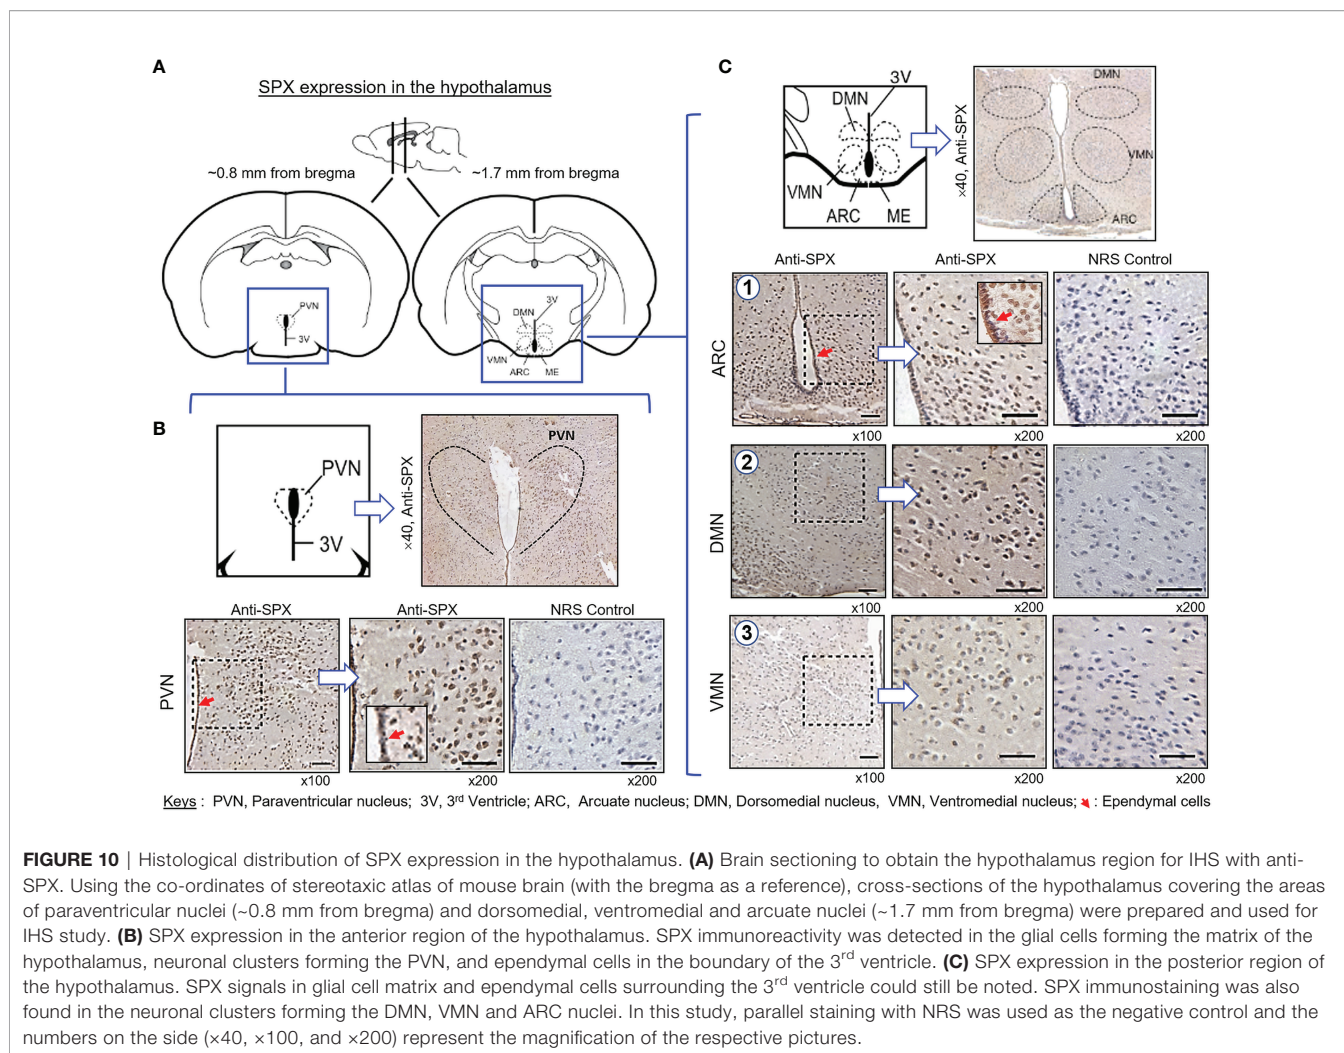 A
SPX expression in the hypothalamus
~0.8 mm from bregma
~1.7 mm from bregma
PVN
3V
3V
DMN
VMN
ARC
ME
B
PVN
3V
×40, Anti-SPX
PVN
Anti-SPX
Anti-SPX
NRS Control
PVN
x100
x200
x200
C
3V
DMN
VMN
ARC
ME
×40, Anti-SPX
DMN
VMN
ARC
Anti-SPX
Anti-SPX
NRS Control
1
ARC
x100
x200
x200
2
DMN
x100
x200
x200
3
VMN
x100
x200
x200
Keys : PVN, Paraventricular nucleus; 3V, 3rd Ventricle; ARC, Arcuate nucleus; DMN, Dorsomedial nucleus, VMN, Ventromedial nucleus; : Ependymal cells
FIGURE 10 | Histological distribution of SPX expression in the hypothalamus. (A) Brain sectioning to obtain the hypothalamus region for IHS with anti-
SPX. Using the co-ordinates of stereotaxic atlas of mouse brain (with the bregma as a reference), cross-sections of the hypothalamus covering the areas
of paraventricular nuclei (~0.8 mm from bregma) and dorsomedial, ventromedial and arcuate nuclei (~1.7 mm from bregma) were prepared and used for
IHS study. (B) SPX expression in the anterior region of the hypothalamus. SPX immunoreactivity was detected in the glial cells forming the matrix of the
hypothalamus, neuronal clusters forming the PVN, and ependymal cells in the boundary of the 3rd ventricle. (C) SPX expression in the posterior region of
the hypothalamus. SPX signals in glial cell matrix and ependymal cells surrounding the 3rd ventricle could still be noted. SPX immunostaining was also
found in the neuronal clusters forming the DMN, VMN and ARC nuclei. In this study, parallel staining with NRS was used as the negative control and the
numbers on the side (×40, ×100, and ×200) represent the magnification of the respective pictures.